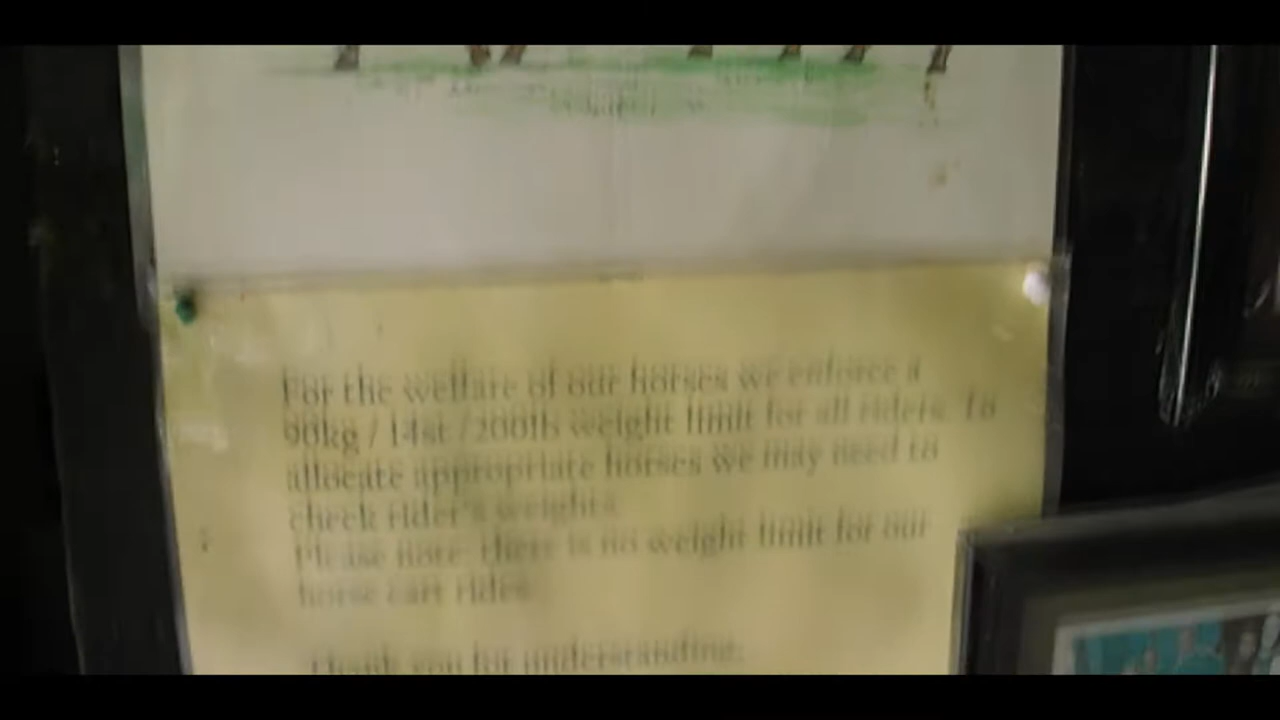 For the welfare of our horses we enforce a
90kg / 14st /200lb weight limit for all riders. To
allocate appropriate horses we may need to
check rider's weights.
Please note, there is no weight limit for our
horse cart rides.
Thank you for understanding.